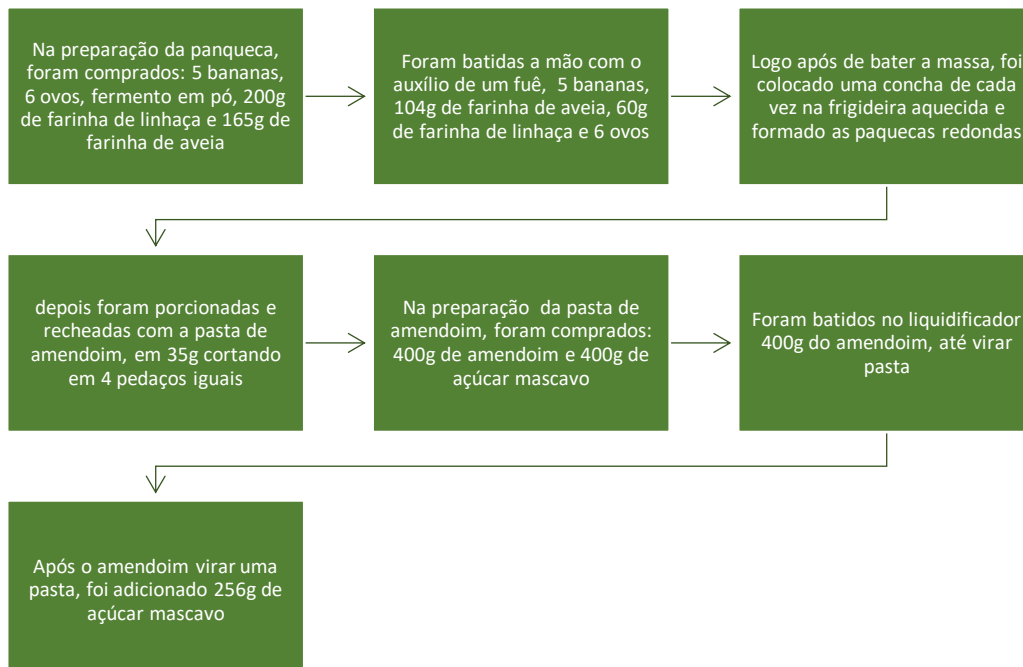 Na preparação da panqueca,
foram comprados: 5 bananas,
6 ovos, fermento em pó, 200g
de farinha de linhaça e 165g de
farinha de aveia
Foram batidas a mão com o
auxílio de um fuê, 5 bananas,
104g de farinha de aveia, 60g
de farinha de linhaça e 6 ovos
Logo após de bater a massa, foi
colocado uma concha de cada
vez na frigideira aquecida e
formado as paquecas redondas
depois foram porcionadas e
recheadas com a pasta de
amendoim, em 35g cortando
em 4 pedaços iguais
Na preparação da pasta de
amendoim, foram comprados:
400g de amendoim e 400g de
açúcar mascavo
Foram batidos no liquidificador
400g do amendoim, até virar
pasta
Após o amendoim virar uma
pasta, foi adicionado 256g de
açúcar mascavo